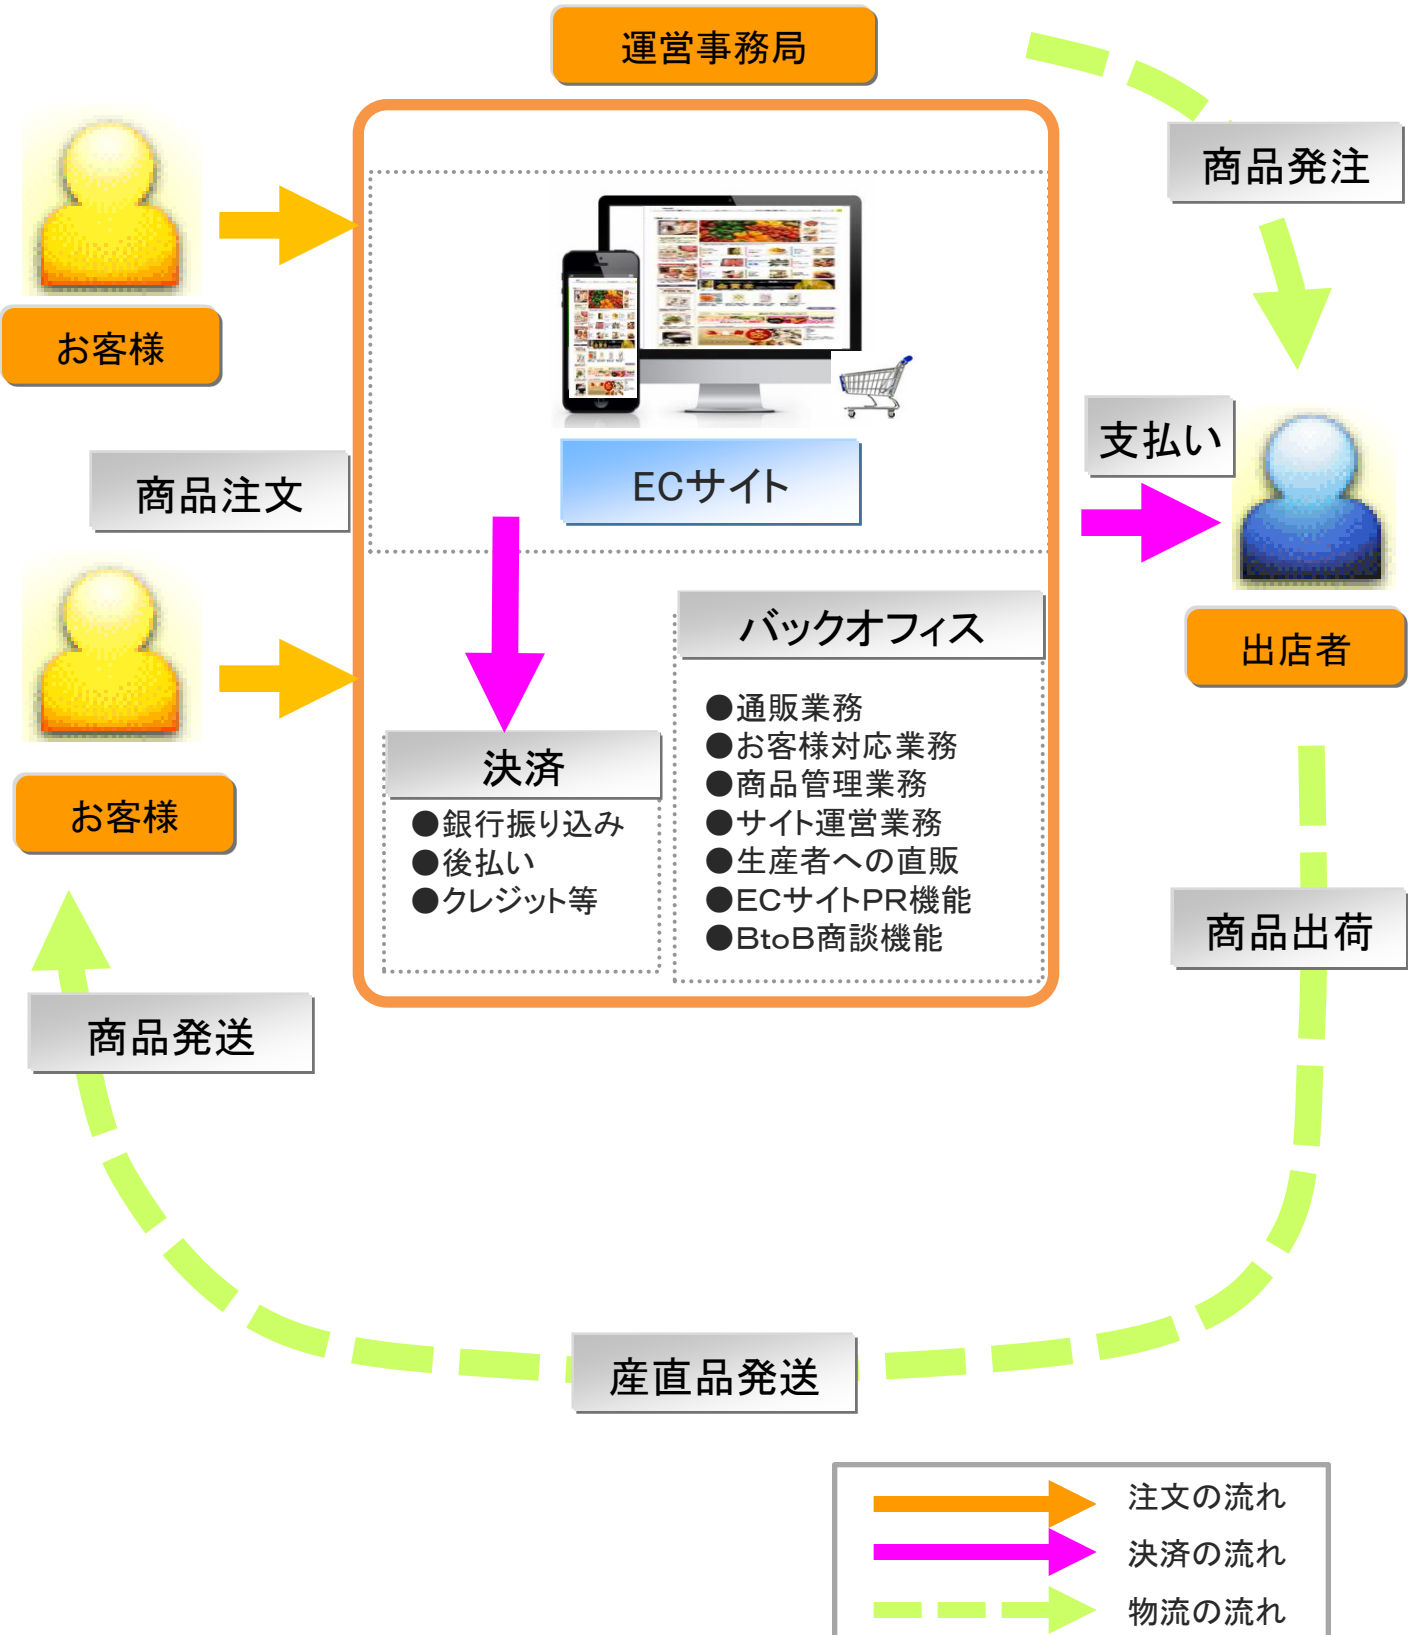 運営事務局
商品発注
お客様
商品注文
ECサイト
支払い
出店者
お客様
決済
●銀行振り込み
●後払い
●クレジット等
バックオフィス
●通販業務
●お客様対応業務
●商品管理業務
●サイト運営業務
●生産者への直販
●ECサイトPR機能
●BtoB商談機能
商品出荷
商品発送
産直品発送
注文の流れ
決済の流れ
物流の流れ